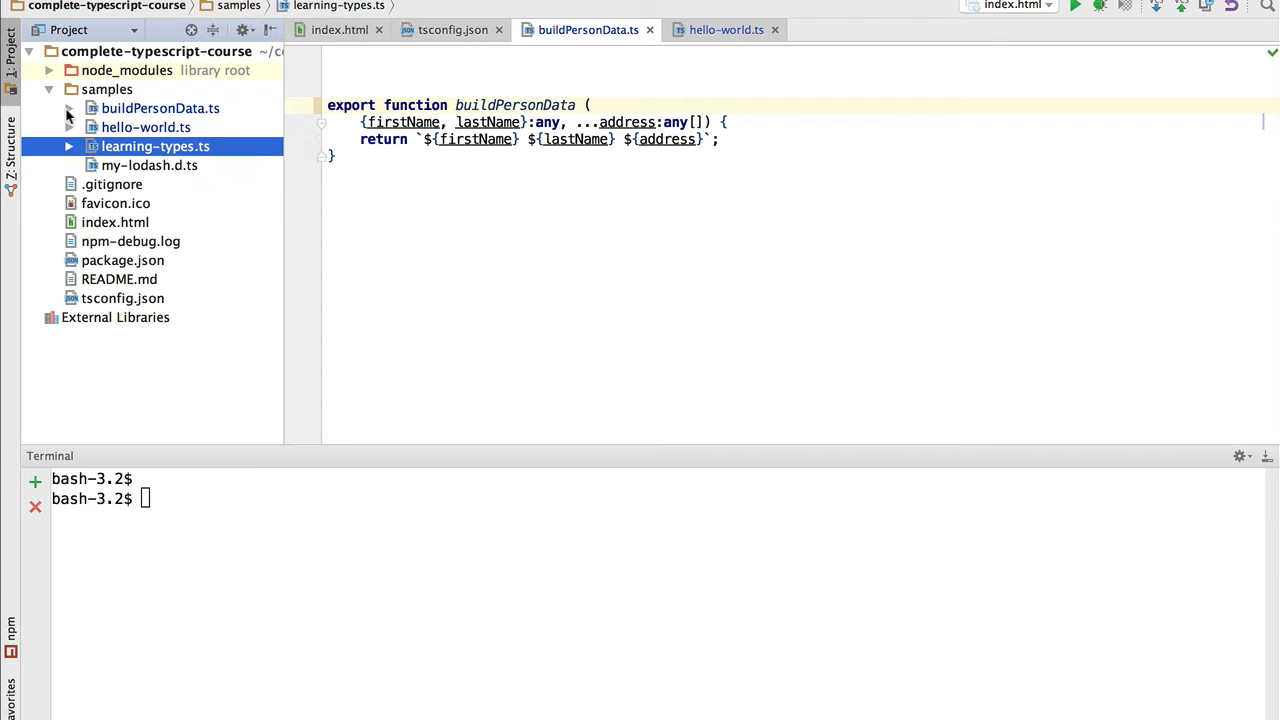 complete-typescript-course samples learning-types.ts index.html
1: Project
Project
index.html tsconfig.json buildPersonData.ts hello-world.ts
complete-typescript-course
node_modules library root
samples
buildPersonData.ts
hello-world.ts
learning-types.ts
my-lodash.d.ts
.gitignore
favicon.ico
index.html
npm-debug.log
package.json
README.md
tsconfig.json
External Libraries
Z: Structure
npm
avorites
export function buildPersonData (
{firstName, lastName}:any, ...address:any[]) {
return `${firstName} ${lastName} ${address}`;
}
Terminal
bash-3.2$
bash-3.2$